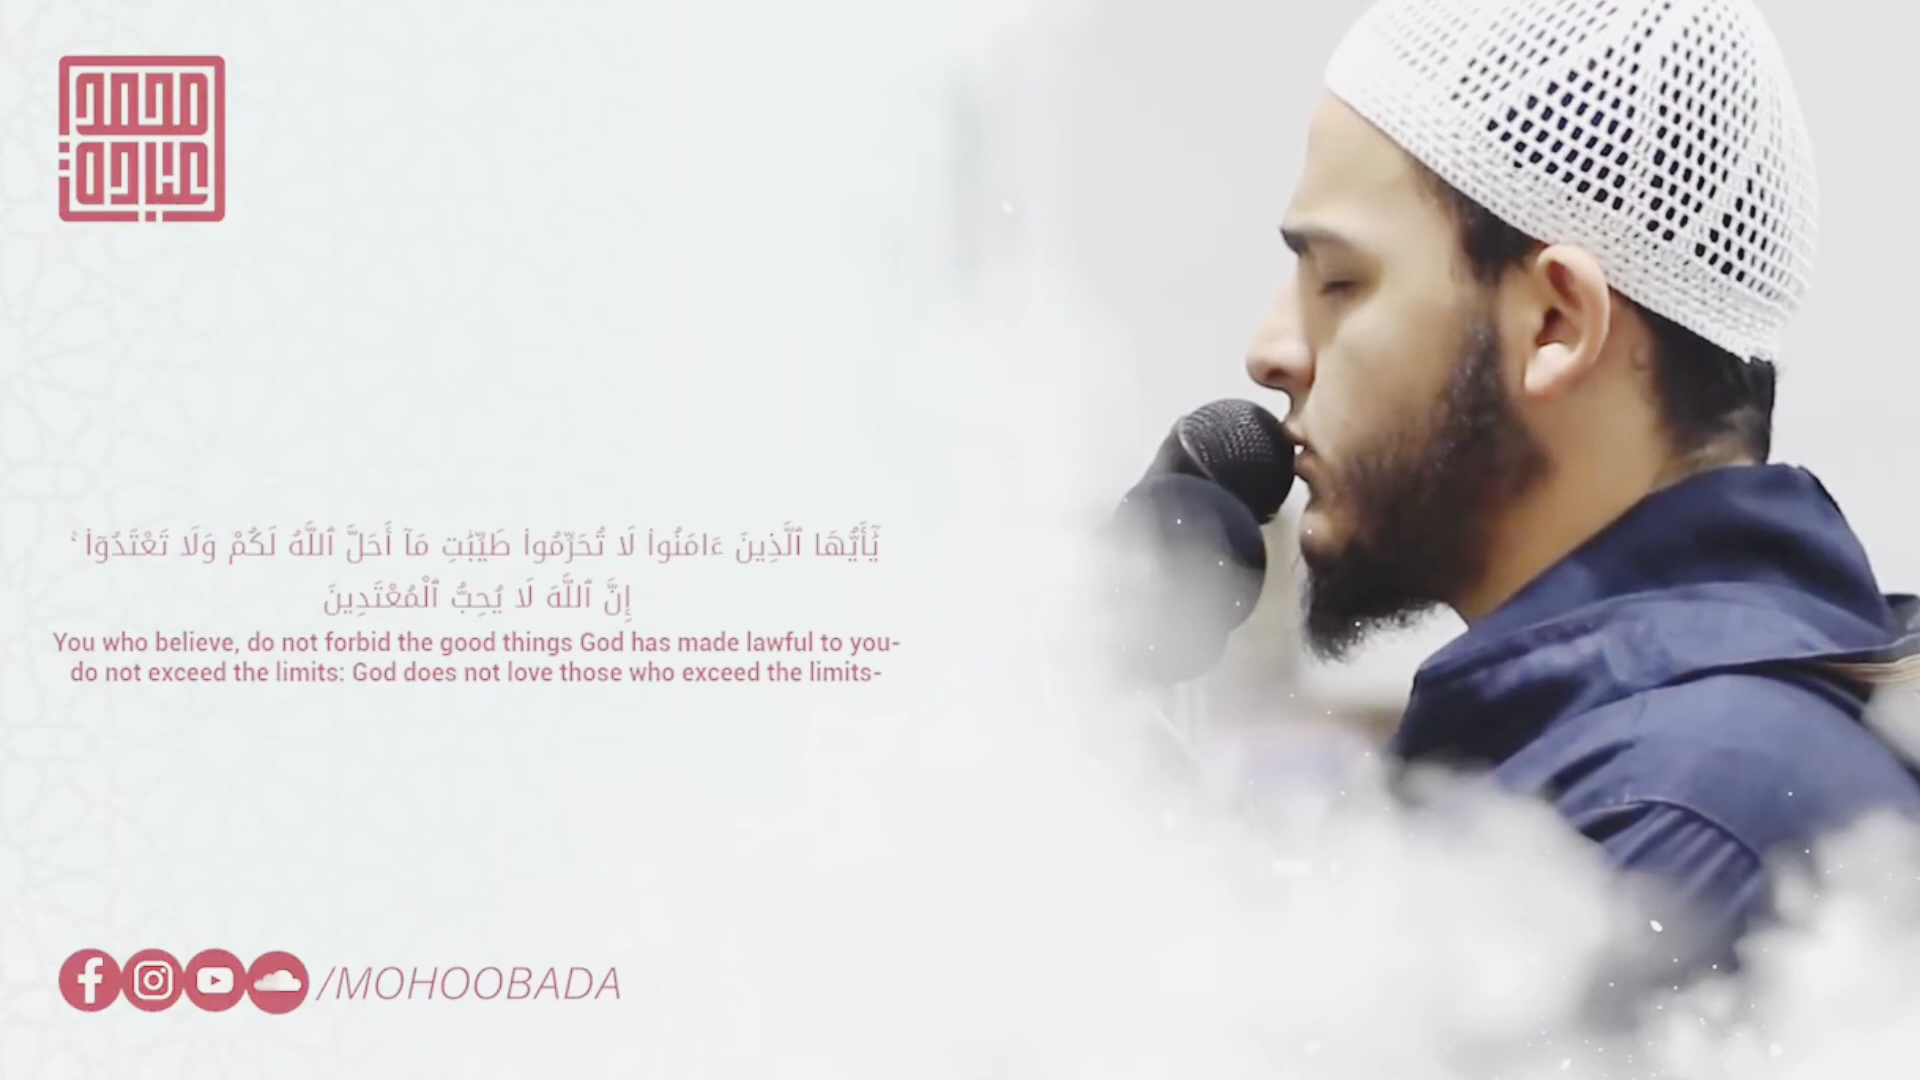 محمد
عبادة
يَٰٓأَيُّهَا ٱلَّذِينَ ءَامَنُوا۟ لَا تُحَرِّمُوا۟ طَيِّبَٰتِ مَآ أَحَلَّ ٱللَّهُ لَكُمْ وَلَا تَعْتَدُوٓا۟ ۚ
إِنَّ ٱللَّهَ لَا يُحِبُّ ٱلْمُعْتَدِينَ
You who believe, do not forbid the good things God has made lawful to you-
do not exceed the limits: God does not love those who exceed the limits-
/MOHOOBADA